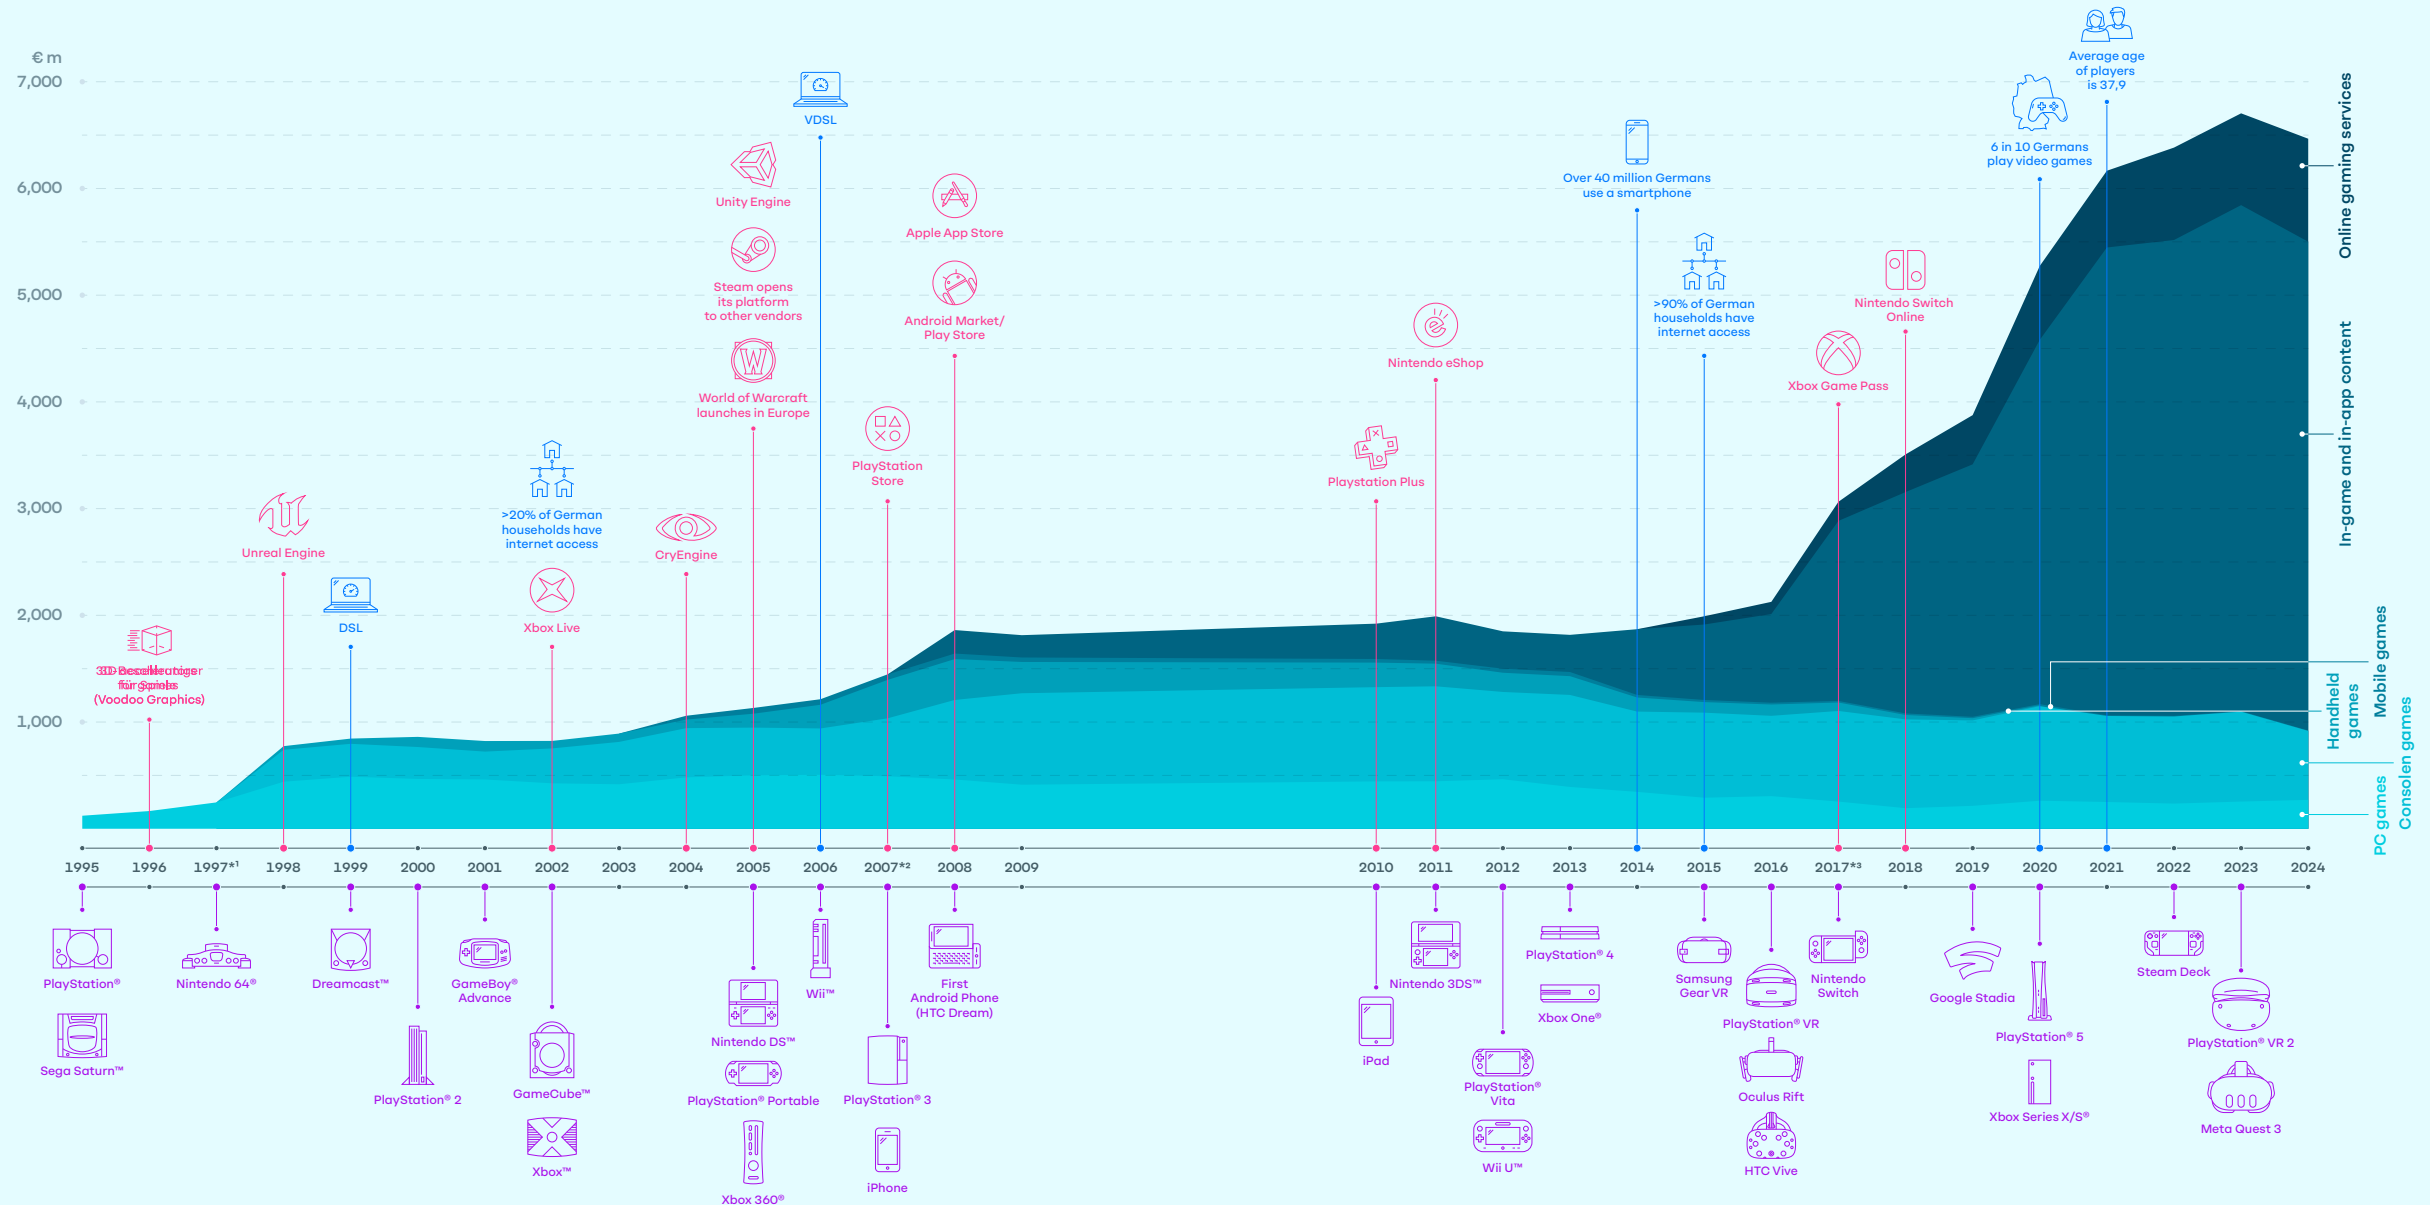 € m
7,000
6,000
5,000
4,000
3,000
2,000
1,000
(Voodoo Graphics)
Unreal Engine
DSL
>20% of German
households have
internet access
Xbox Live
CryEngine
Unity Engine
Steam opens
its platform
to other vendors
World of Warcraft
launches in Europe
VDSL
PlayStation
Store
Apple App Store
Android Market/
Play Store
Playstation Plus
Nintendo eShop
Over 40 million Germans
use a smartphone
>90% of German
households have
internet access
Xbox Game Pass
Nintendo Switch
Online
6 in 10 Germans
play video games
Average age
of players
is 37,9
Online gaming services
In-game and in-app content
Mobile games
Handheld
games
Consolen games
PC games
1995 1996 1997*¹ 1998 1999 2000 2001 2002 2003 2004 2005 2006 2007*² 2008 2009 2010 2011 2012 2013 2014 2015 2016 2017*³ 2018 2019 2020 2021 2022 2023 2024
PlayStation®
Sega Saturn™
Nintendo 64®
Dreamcast™
PlayStation® 2
GameBoy®
Advance
GameCube™
Xbox™
Nintendo DS™
PlayStation® Portable
Xbox 360®
Wii™
PlayStation® 3
iPhone
First
Android Phone
(HTC Dream)
iPad
Nintendo 3DS™
PlayStation®
Vita
Wii U™
PlayStation® 4
Xbox One®
Samsung
Gear VR
PlayStation® VR
Oculus Rift
HTC Vive
Nintendo
Switch
Google Stadia
PlayStation® 5
Xbox Series X/S®
Steam Deck
PlayStation® VR 2
Meta Quest 3